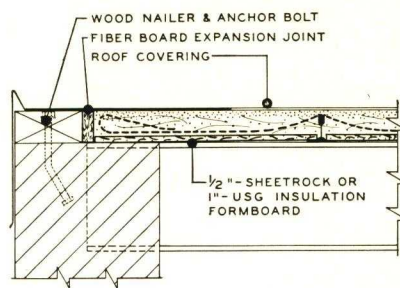 WOOD NAILER & ANCHOR BOLT
FIBER BOARD EXPANSION JOINT
ROOF COVERING
1/2"-SHEETROCK OR
1"-USG INSULATION
FORMBOARD